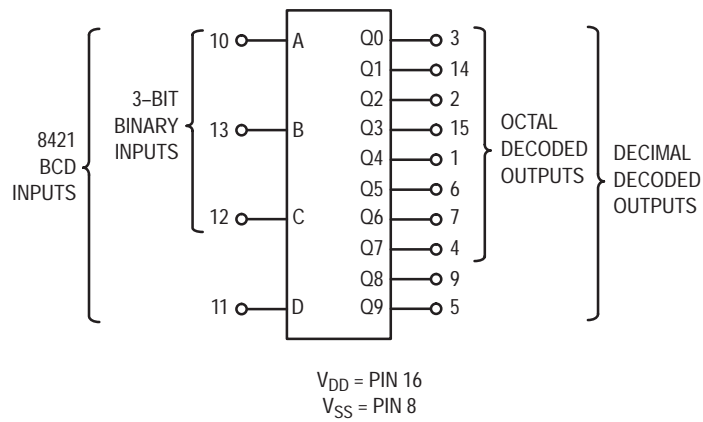 8421
BCD
INPUTS
3–BIT
BINARY
INPUTS
10
13
12
11
A
B
C
D
Q0
Q1
Q2
Q3
Q4
Q5
Q6
Q7
Q8
Q9
3
14
2
15
1
6
7
4
9
5
OCTAL
DECODED
OUTPUTS
DECIMAL
DECODED
OUTPUTS
VDD = PIN 16
VSS = PIN 8